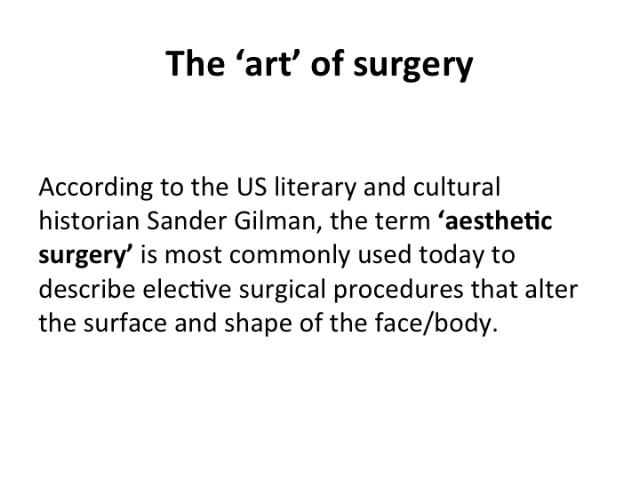 The ‘art’ of surgery
According to the US literary and cultural
historian Sander Gilman, the term ‘aesthetic
surgery’ is most commonly used today to
describe elective surgical procedures that alter
the surface and shape of the face/body.